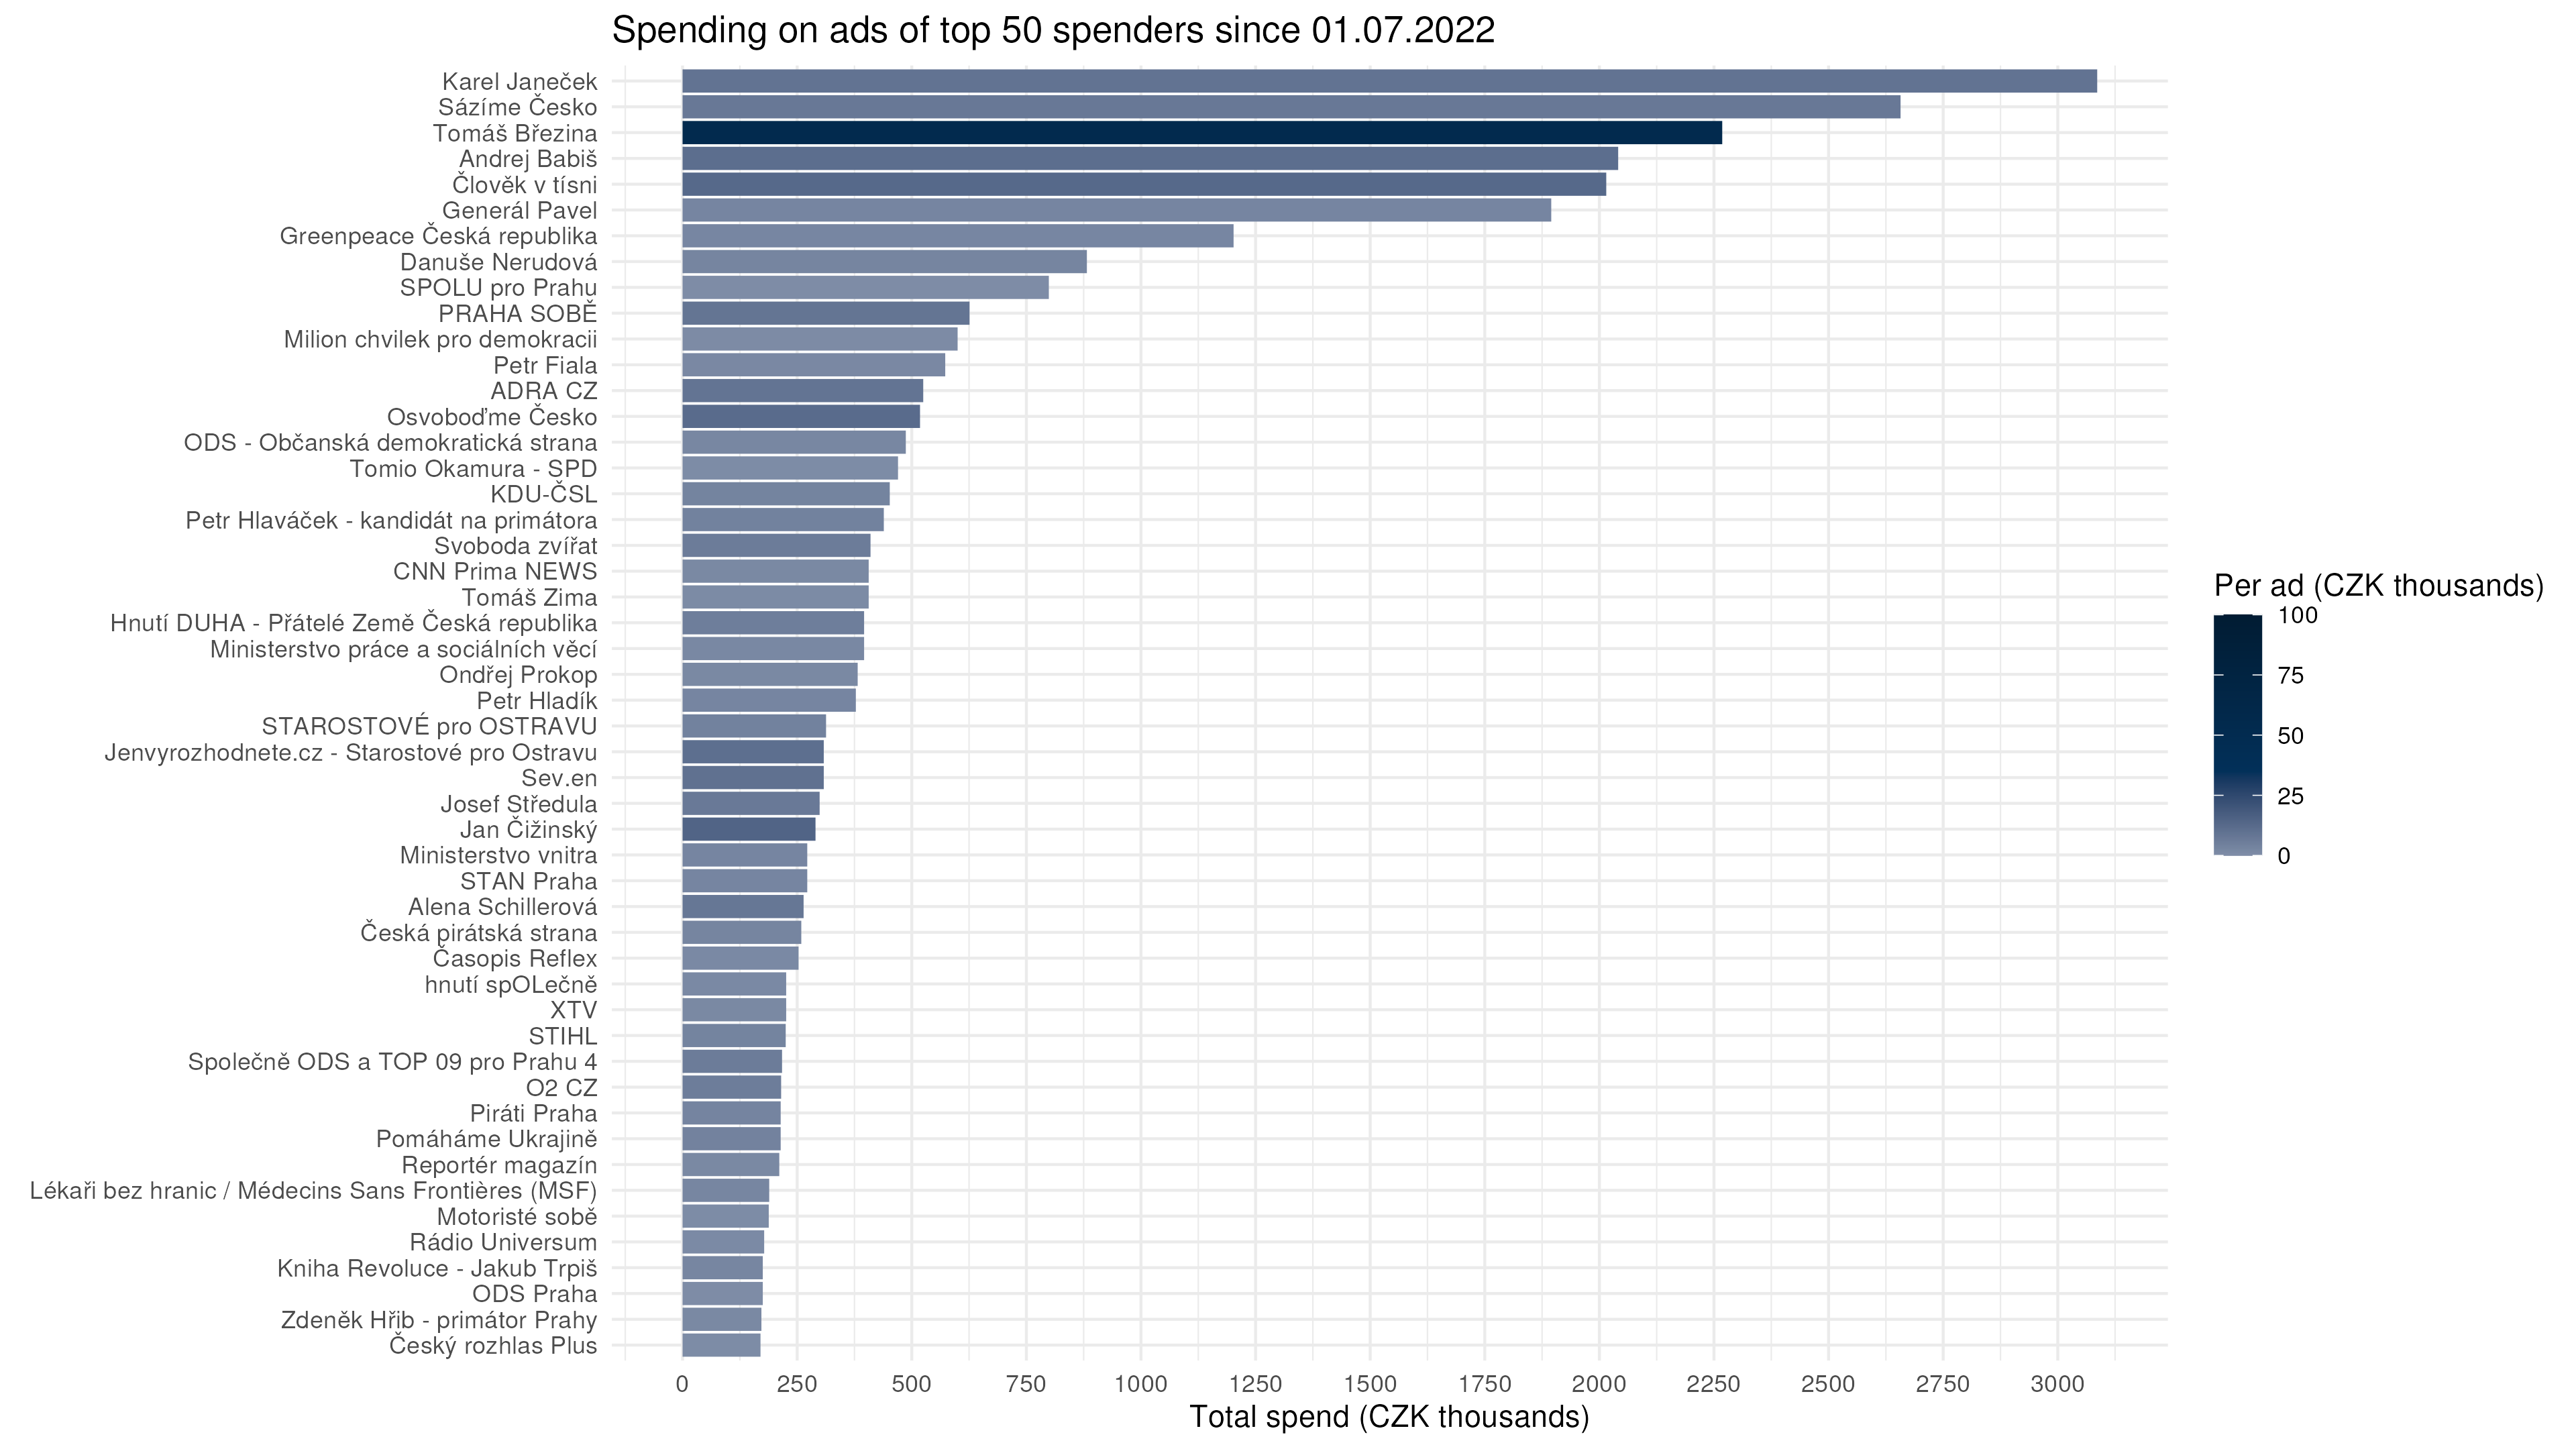 Spending on ads of top 50 spenders since 01.07.2022
Karel Janeček
Sázíme Česko
Tomáš Březina
Andrej Babiš
Člověk v tísni
Generál Pavel
Greenpeace Česká republika
Danuše Nerudová
SPOLU pro Prahu
PRAHA SOBĚ
Milion chvilek pro demokracii
Petr Fiala
ADRA CZ
Osvoboďme Česko
ODS - Občanská demokratická strana
Tomio Okamura - SPD
KDU-ČSL
Petr Hlaváček - kandidát na primátora
Svoboda zvířat
CNN Prima NEWS
Tomáš Zima
Hnutí DUHA - Přátelé Země Česká republika
Ministerstvo práce a sociálních věcí
Ondřej Prokop
Petr Hladík
STAROSTOVÉ pro OSTRAVU
Jenvyrozhodnete.cz - Starostové pro Ostravu
Sev.en
Josef Středula
Jan Čižinský
Ministerstvo vnitra
STAN Praha
Alena Schillerová
Česká pirátská strana
Časopis Reflex
hnutí spOLečně
XTV
STIHL
Společně ODS a TOP 09 pro Prahu 4
O2 CZ
Piráti Praha
Pomáháme Ukrajině
Reportér magazín
Lékaři bez hranic / Médecins Sans Frontières (MSF)
Motoristé sobě
Rádio Universum
Kniha Revoluce - Jakub Trpiš
ODS Praha
Zdeněk Hřib - primátor Prahy
Český rozhlas Plus
0 250 500 750 1000 1250 1500 1750 2000 2250 2500 2750 3000
Total spend (CZK thousands)
Per ad (CZK thousands)
100
75
50
25
0